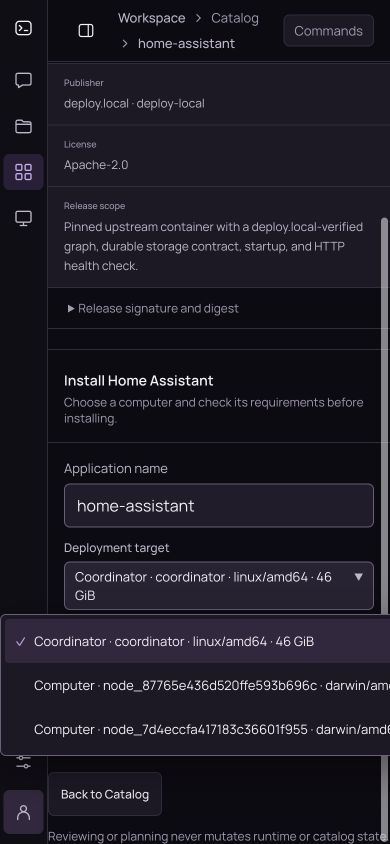 Workspace > Catalog
> home-assistant
Commands
Publisher
deploy.local · deploy-local
License
Apache-2.0
Release scope
Pinned upstream container with a deploy.local-verified
graph, durable storage contract, startup, and HTTP
health check.
Release signature and digest
Install Home Assistant
Choose a computer and check its requirements before
installing.
Application name
home-assistant
Deployment target
Coordinator · coordinator · linux/amd64 · 46
GiB
Coordinator · coordinator · linux/amd64 · 46 GiB
Computer · node_87765e436d520ffe593b696c · darwin/am
Computer · node_7d4eccfa417183c36601f955 · darwin/amd6
Back to Catalog
Reviewing or planning never mutates runtime or catalog state.